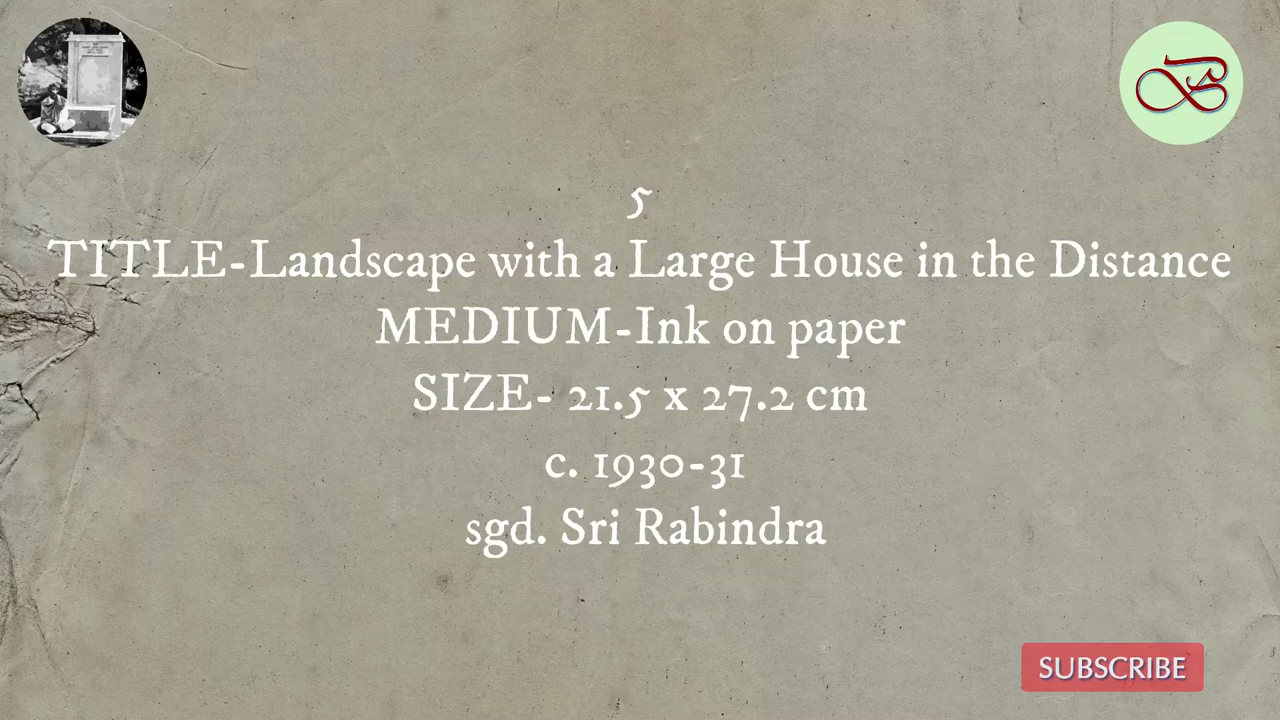 5
TITLE-Landscape with a Large House in the Distance
MEDIUM-Ink on paper
SIZE- 21.5 x 27.2 cm
c. 1930-31
sgd. Sri Rabindra
SUBSCRIBE